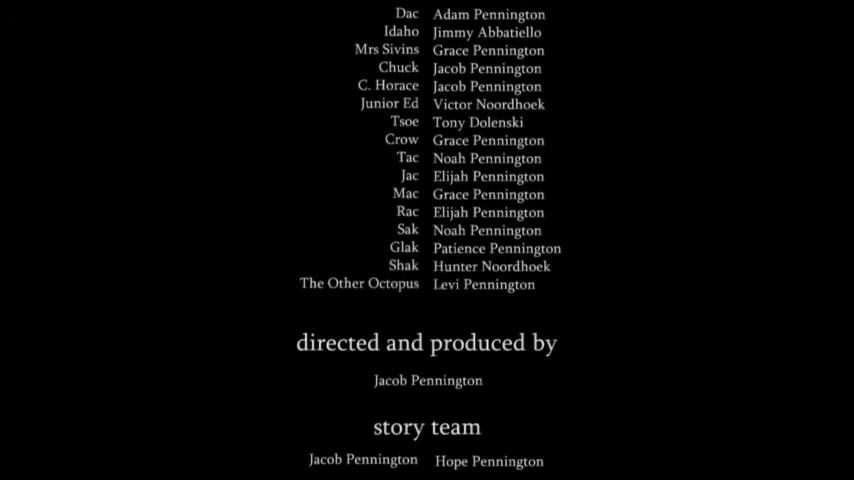 Dac Adam Pennington
Idaho Jimmy Abbatiello
Mrs Sivins Grace Pennington
Chuck Jacob Pennington
C. Horace Jacob Pennington
Junior Ed Victor Noordhoek
Tsoe Tony Dolenski
Crow Grace Pennington
Tac Noah Pennington
Jac Elijah Pennington
Mac Grace Pennington
Rac Elijah Pennington
Sak Noah Pennington
Glak Patience Pennington
Shak Hunter Noordhoek
The Other Octopus Levi Pennington
directed and produced by
Jacob Pennington
story team
Jacob Pennington Hope Pennington